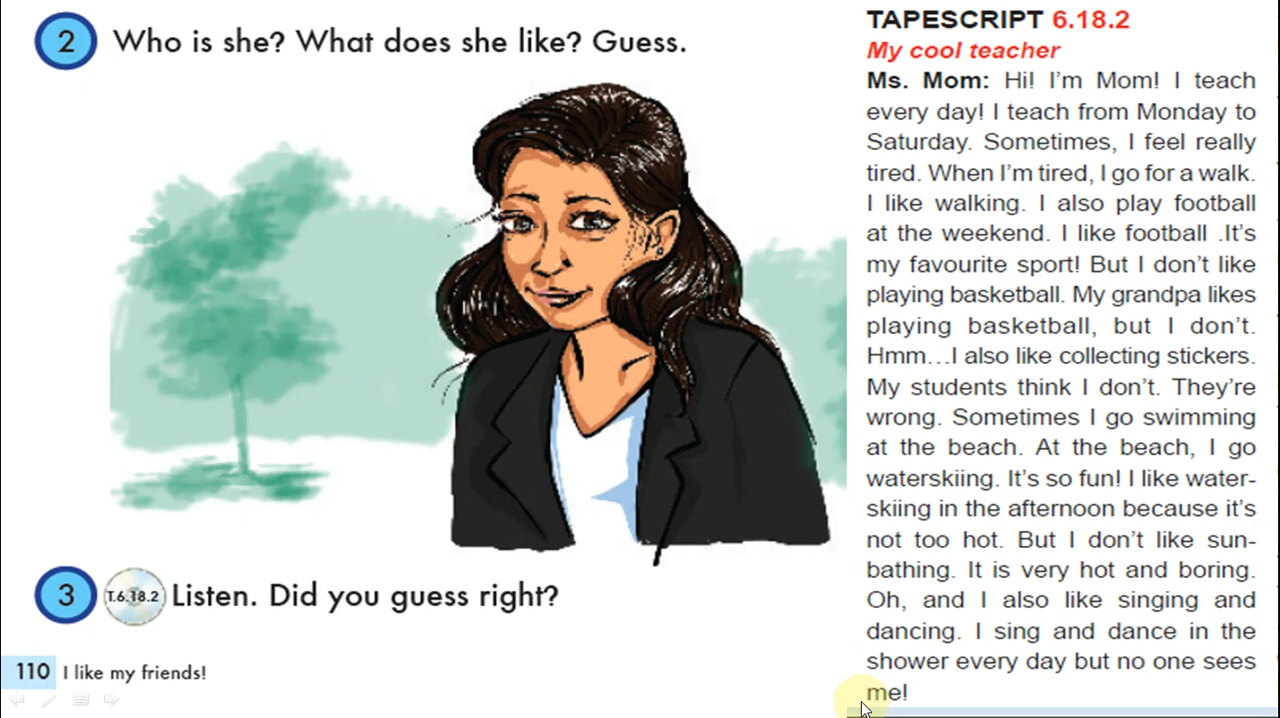 2 Who is she? What does she like? Guess.
3 T.6.18.2 Listen. Did you guess right?
110 I like my friends!
TAPESCRIPT 6.18.2
My cool teacher
Ms. Mom: Hi! I'm Mom! I teach
every day! I teach from Monday to
Saturday. Sometimes, I feel really
tired. When I'm tired, I go for a walk.
I like walking. I also play football
at the weekend. I like football .It's
my favourite sport! But I don't like
playing basketball. My grandpa likes
playing basketball, but I don't.
Hmm…I also like collecting stickers.
My students think I don't. They're
wrong. Sometimes I go swimming
at the beach. At the beach, I go
waterskiing. It's so fun! I like water-
skiing in the afternoon because it's
not too hot. But I don't like sun-
bathing. It is very hot and boring.
Oh, and I also like singing and
dancing. I sing and dance in the
shower every day but no one sees
me!